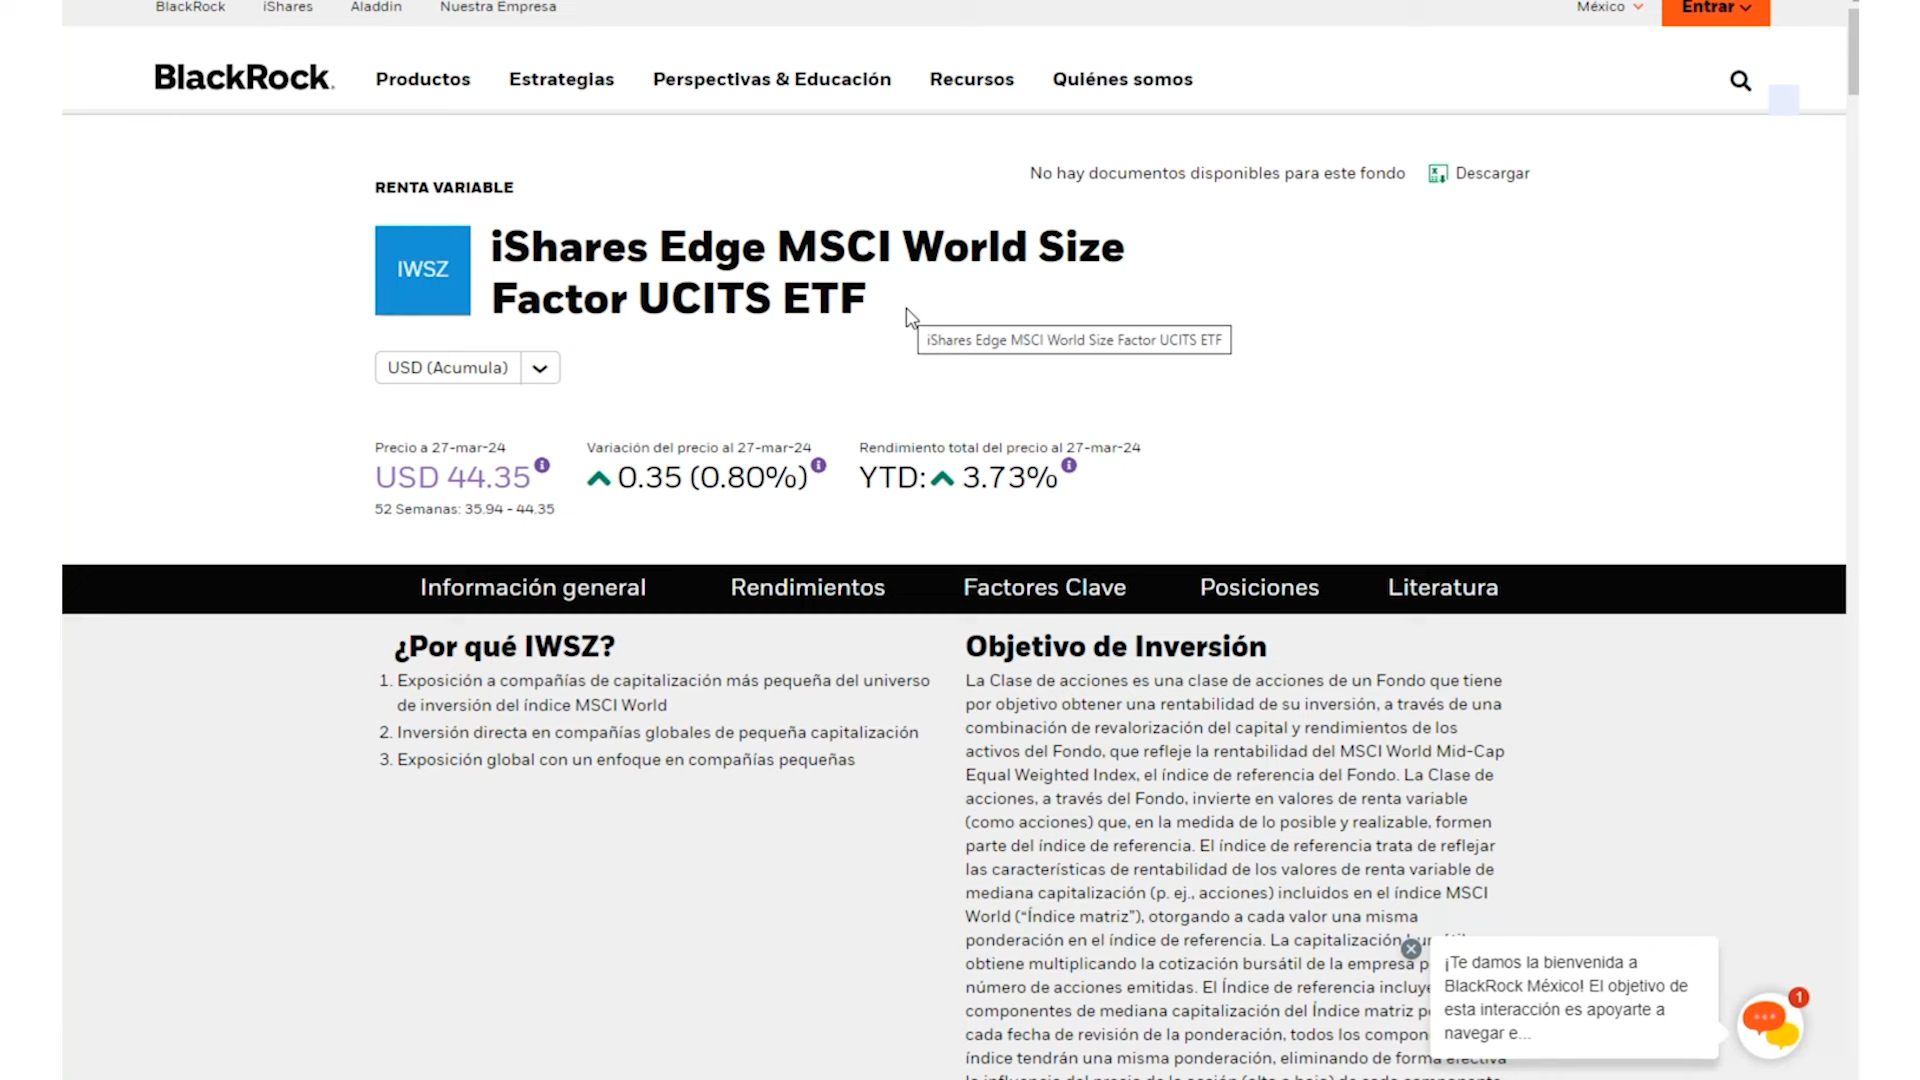 BlackRock iShares Aladdin Nuestra Empresa México Entrar
BlackRock. Productos Estrategias Perspectivas & Educación Recursos Quiénes somos
No hay documentos disponibles para este fondo Descargar
RENTA VARIABLE
IWSZ
iShares Edge MSCI World Size
Factor UCITS ETF
iShares Edge MSCI World Size Factor UCITS ETF
USD (Acumula)
Precio a 27-mar-24
USD 44.35
52 Semanas: 35.94 - 44.35
Variación del precio al 27-mar-24
0.35 (0.80%)
Rendimiento total del precio al 27-mar-24
YTD: 3.73%
Información general Rendimientos Factores Clave Posiciones Literatura
¿Por qué IWSZ?
1. Exposición a compañías de capitalización más pequeña del universo
de inversión del índice MSCI World
2. Inversión directa en compañías globales de pequeña capitalización
3. Exposición global con un enfoque en compañías pequeñas
Objetivo de Inversión
La Clase de acciones es una clase de acciones de un Fondo que tiene
por objetivo obtener una rentabilidad de su inversión, a través de una
combinación de revalorización del capital y rendimientos de los
activos del Fondo, que refleje la rentabilidad del MSCI World Mid-Cap
Equal Weighted Index, el índice de referencia del Fondo. La Clase de
acciones, a través del Fondo, invierte en valores de renta variable
(como acciones) que, en la medida de lo posible y realizable, formen
parte del índice de referencia. El índice de referencia trata de reflejar
las características de rentabilidad de los valores de renta variable de
mediana capitalización (p. ej., acciones) incluidos en el índice MSCI
World (“Índice matriz”), otorgando a cada valor una misma
ponderación en el índice de referencia. La capitalización
obtiene multiplicando la cotización bursátil de la empresa
número de acciones emitidas. El Índice de referencia incluye
componentes de mediana capitalización del Índice matriz
cada fecha de revisión de la ponderación, todos los
índice tendrán una misma ponderación, eliminando de forma efectiva
¡Te damos la bienvenida a
BlackRock México! El objetivo de
esta interacción es apoyarte a
navegar e...
1